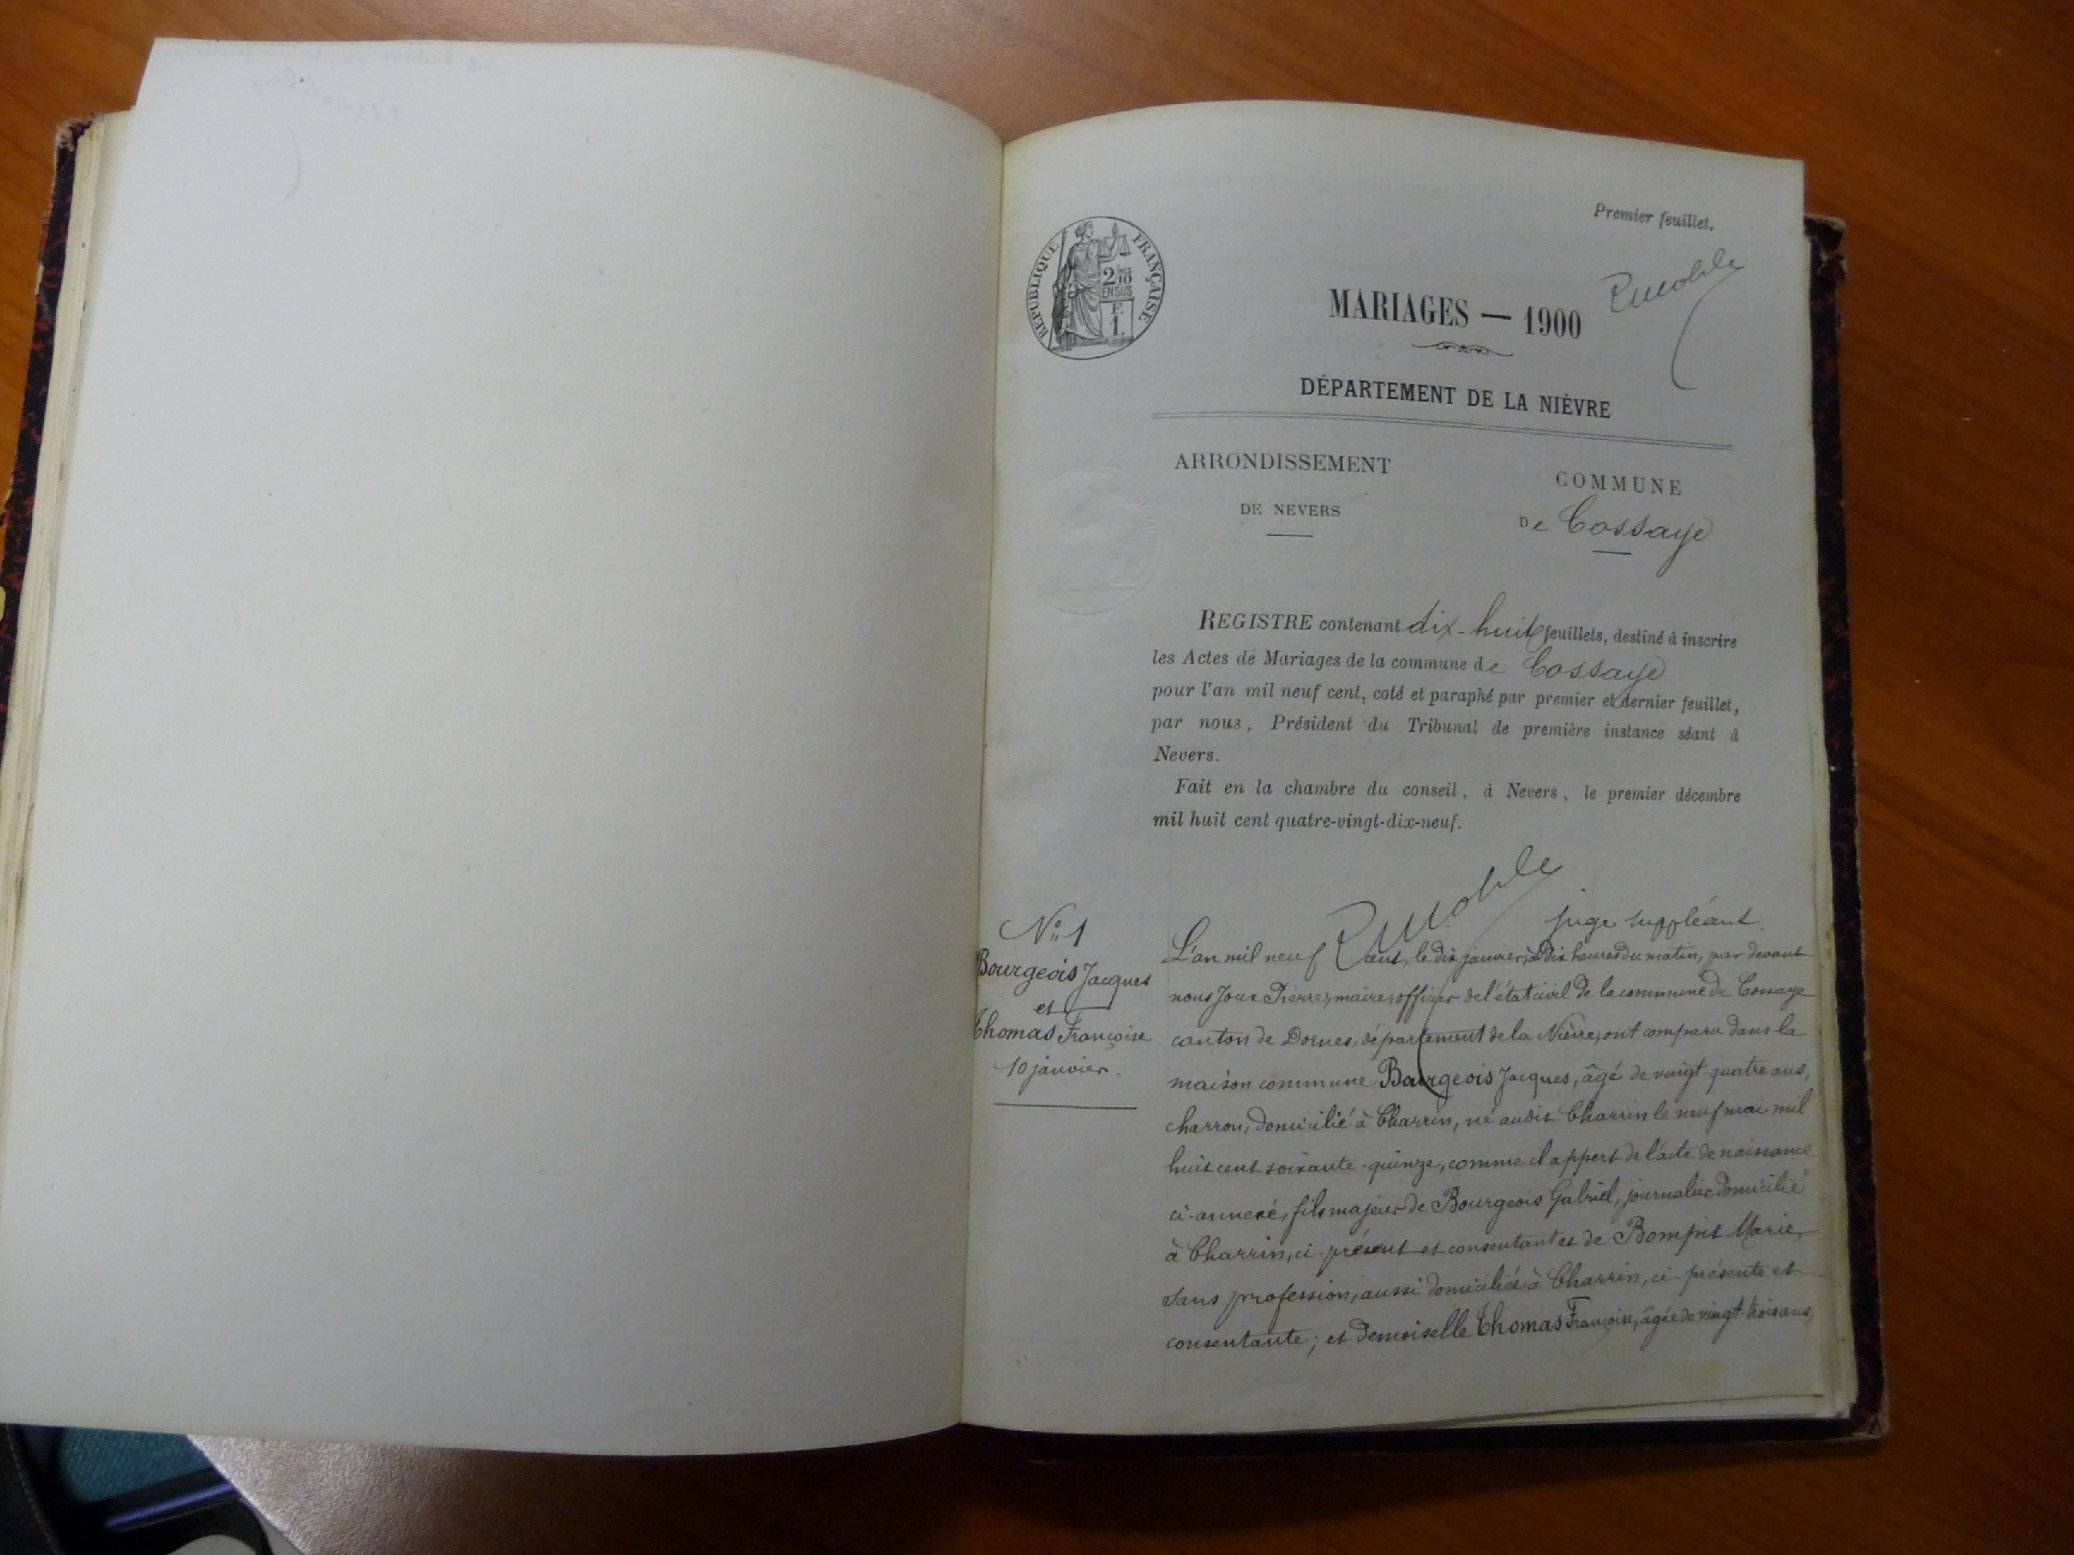 Premier feuillet.
RÉPUBLIQUE FRANÇAISE
2/10
EN SUS
1.
MARIAGES — 1900
DÉPARTEMENT DE LA NIÈVRE
ARRONDISSEMENT
DE NEVERS
COMMUNE
De Cossaye
REGISTRE contenant dix-huit feuillets, destiné à inscrire
les Actes de Mariages de la commune de Cossaye
pour l'an mil neuf cent, coté et paraphé par premier et dernier feuillet,
par nous, Président du Tribunal de première instance séant à
Nevers.
Fait en la chambre du conseil, à Nevers, le premier décembre
mil huit cent quatre-vingt-dix-neuf.
juge suppléant.
N° 1
Bourgeois Jacques
et
Thomas Françoise
10 janvier.
L'an mil neuf cent, le dix janvier, à dix heures du matin, par devant
nous Pierre, maire, officier de l'état civil de la commune de Cossaye
canton de Dornes, département de la Nièvre, ont comparu dans la
maison commune Bourgeois Jacques, âgé de vingt-quatre ans,
charron, domicilié à Charrin, né audit Charrin le neuf mai mil
huit cent soixante-quinze, comme il appert de l'acte de naissance
ci-annexé, fils majeur de Bourgeois Gabriel, journalier domicilié
à Charrin, ci-présent et consentant et de Bompis Marie,
sans profession, aussi domiciliée à Charrin, ci-présente et
consentante; et demoiselle Thomas Françoise, âgée de vingt-trois ans,